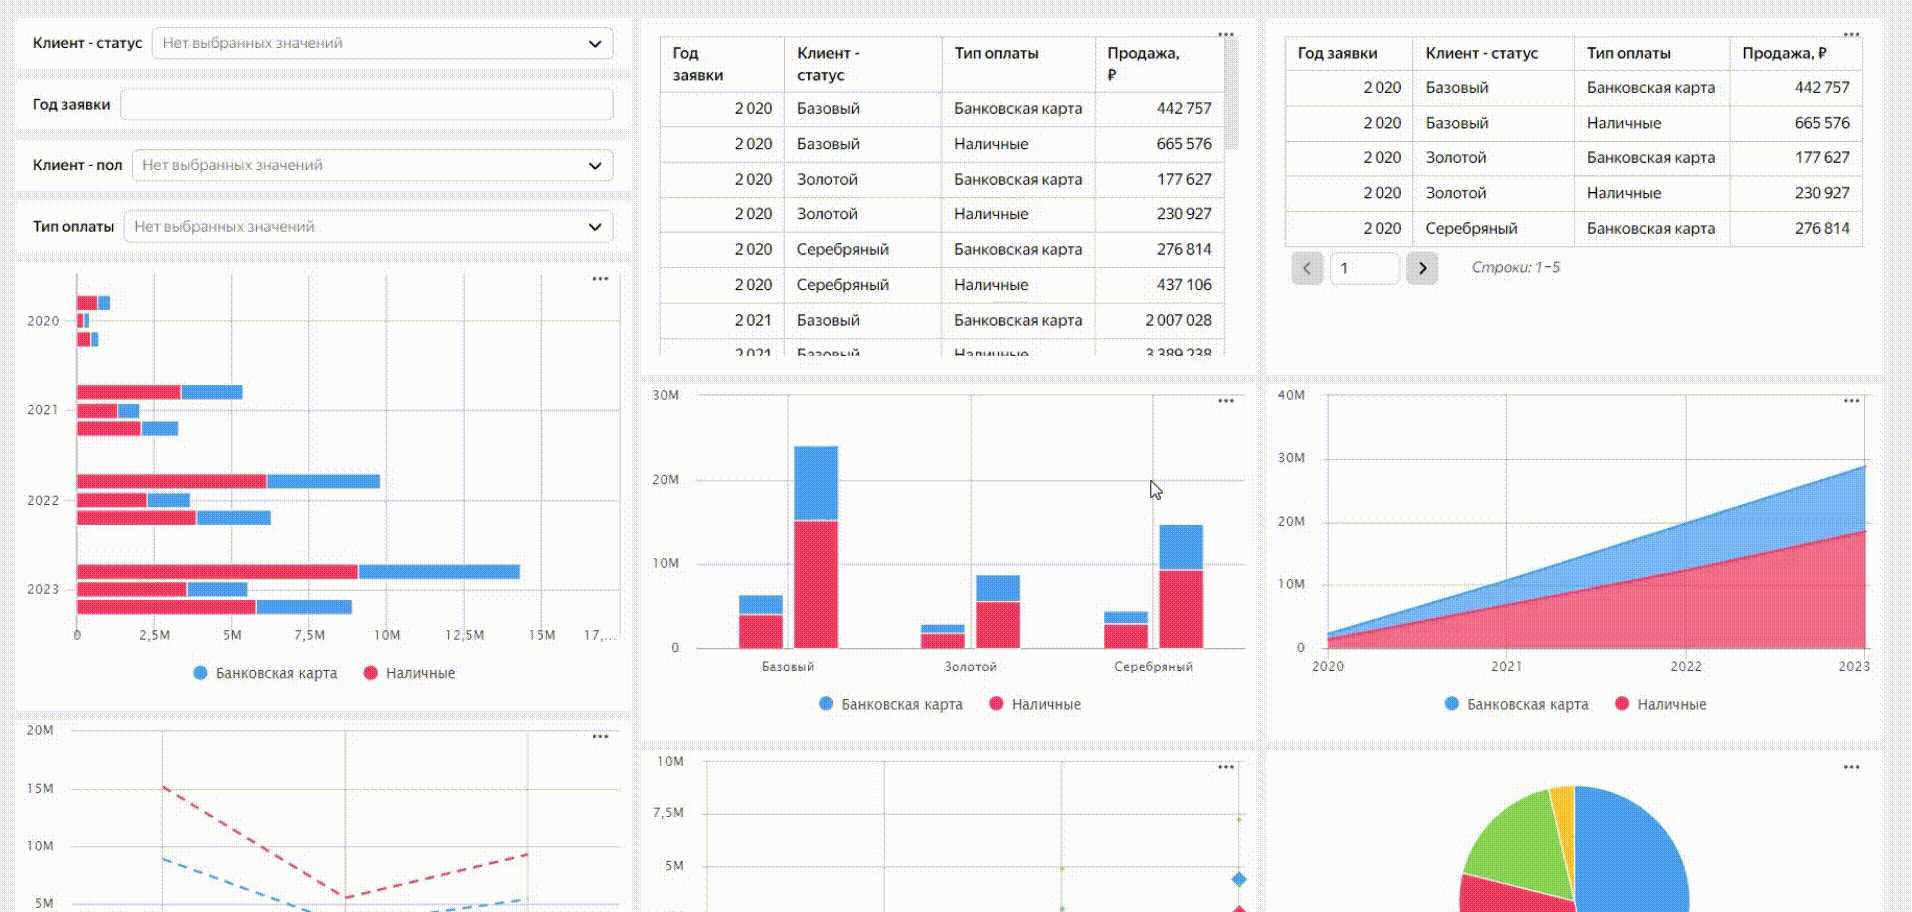 Клиент - статус Нет выбранных значений
Год заявки
Клиент - пол Нет выбранных значений
Тип оплаты Нет выбранных значений
2020
2021
2022
2023
0 2,5M 5M 7,5M 10M 12,5M 15M 17,...
Банковская карта Наличные
20M
15M
10M
5M
Год заявки Клиент - статус Тип оплаты Продажа, ₽
2 020 Базовый Банковская карта 442 757
2 020 Базовый Наличные 665 576
2 020 Золотой Банковская карта 177 627
2 020 Золотой Наличные 230 927
2 020 Серебряный Банковская карта 276 814
2 020 Серебряный Наличные 437 106
2 021 Базовый Банковская карта 2 007 028
2 021 Базовый Наличные 3 389 238
30M
20M
10M
0
Базовый Золотой Серебряный
Банковская карта Наличные
10M
7,5M
5M
Год заявки Клиент - статус Тип оплаты Продажа, ₽
2 020 Базовый Банковская карта 442 757
2 020 Базовый Наличные 665 576
2 020 Золотой Банковская карта 177 627
2 020 Золотой Наличные 230 927
2 020 Серебряный Банковская карта 276 814
1 Строки: 1–5
40M
30M
20M
10M
0
2020 2021 2022 2023
Банковская карта Наличные